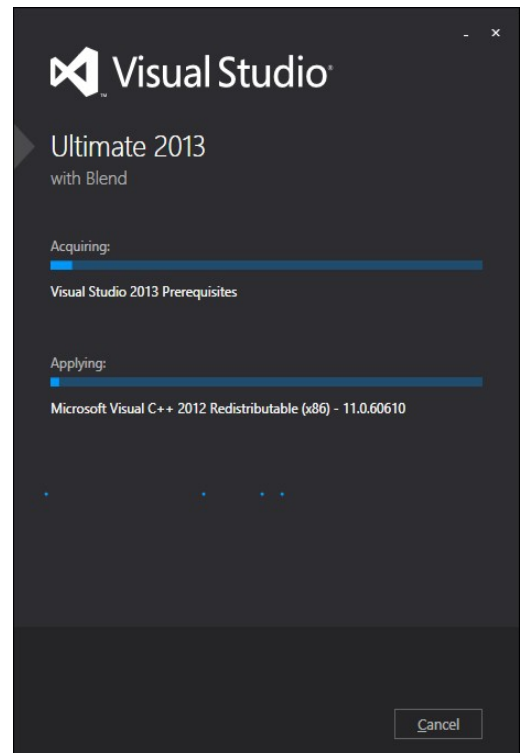 Visual Studio
Ultimate 2013
with Blend
Acquiring:
Visual Studio 2013 Prerequisites
Applying:
Microsoft Visual C++ 2012 Redistributable (x86) - 11.0.60610
Cancel